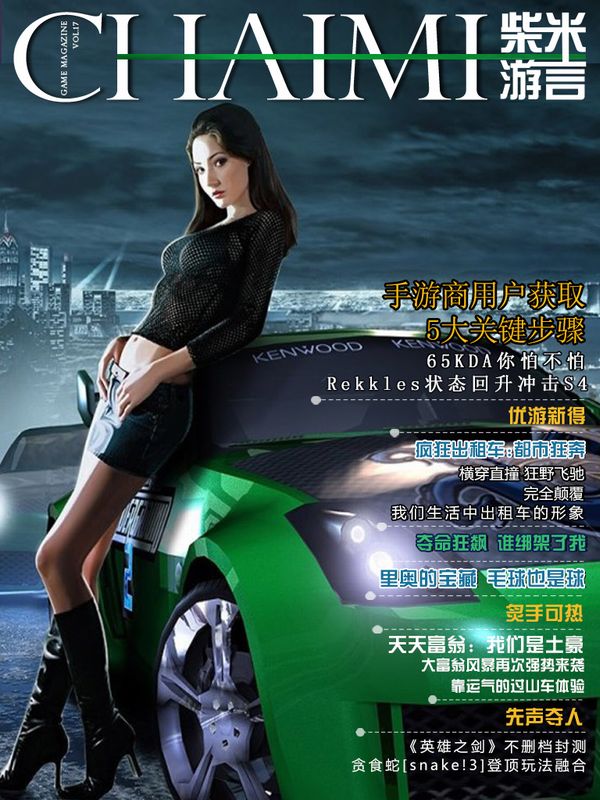 CHAIMI
GAME MAGAZINE
VOL.17
柴米
游言
手游商用户获取
5大关键步骤
65KDA你怕不怕
Rekkles状态回升冲击S4
KENWOOD
KENWOOD
优游新得
疯狂出租车:都市狂奔
横穿直撞 狂野飞驰
完全颠覆
我们生活中出租车的形象
夺命狂飙 谁绑架了我
里奥的宝藏 毛球也是球
炙手可热
天天富翁：我们是土豪
大富翁风暴再次强势来袭
靠运气的过山车体验
先声夺人
《英雄之剑》不删档封测
贪食蛇[snake!3]登顶玩法融合